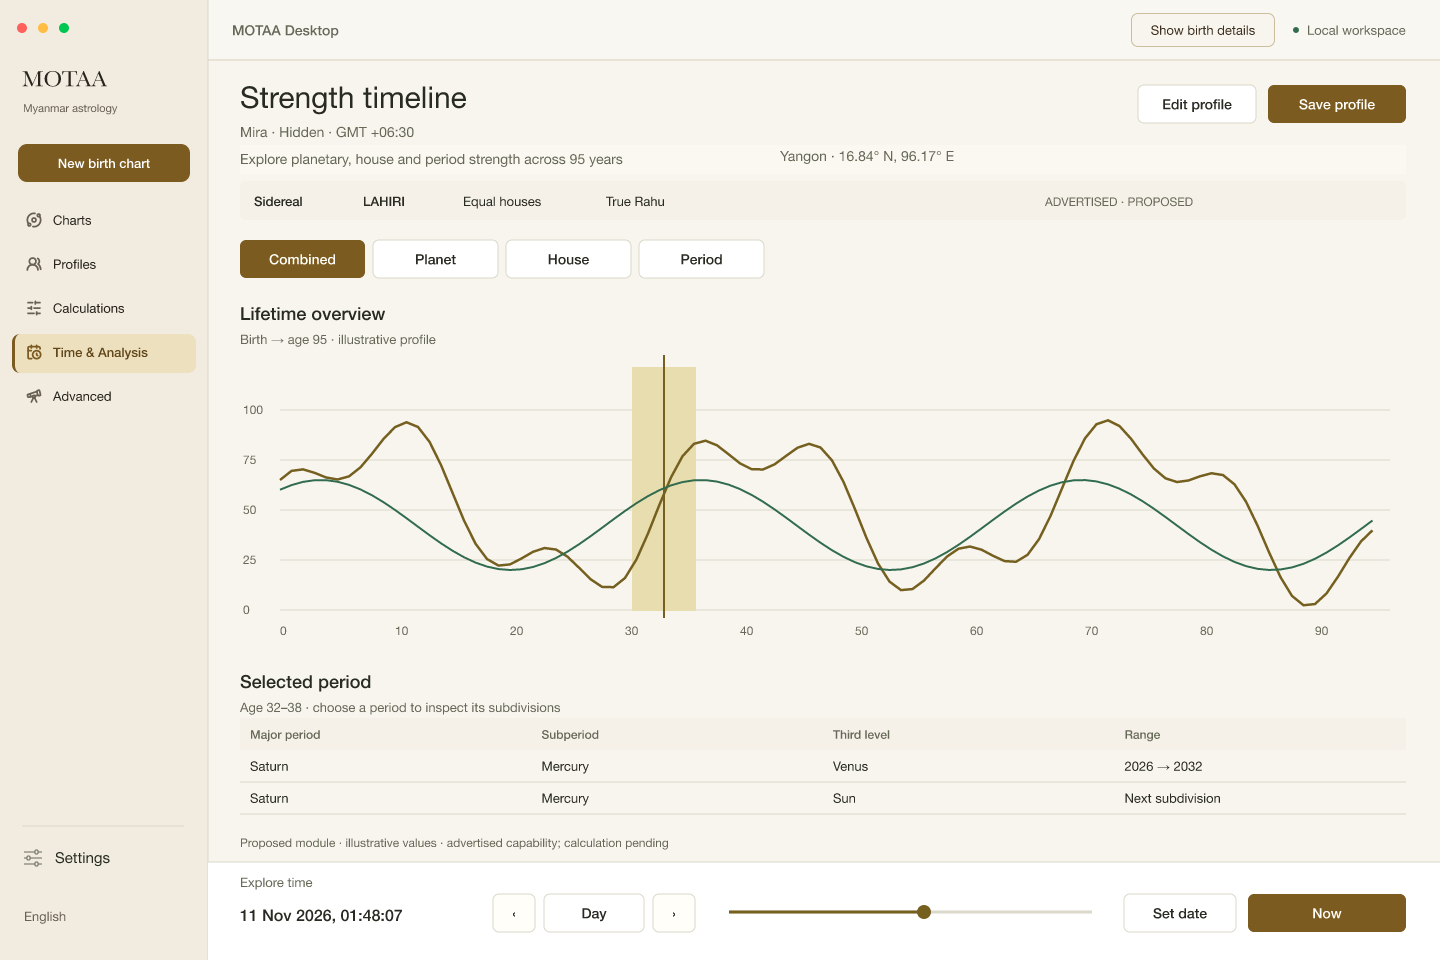 MOTAA
Myanmar astrology
New birth chart
Charts
Profiles
Calculations
Time & Analysis
Advanced
Settings
English
MOTAA Desktop
Show birth details
Local workspace
Strength timeline
Edit profile
Save profile
Mira · Hidden · GMT +06:30
Explore planetary, house and period strength across 95 years
Yangon · 16.84° N, 96.17° E
Sidereal LAHIRI Equal houses True Rahu ADVERTISED · PROPOSED
Combined Planet House Period
Lifetime overview
Birth → age 95 · illustrative profile
100
75
50
25
0
0 10 20 30 40 50 60 70 80 90
Selected period
Age 32–38 · choose a period to inspect its subdivisions
Major period Subperiod Third level Range
Saturn Mercury Venus 2026 → 2032
Saturn Mercury Sun Next subdivision
Proposed module · illustrative values · advertised capability; calculation pending
Explore time
11 Nov 2026, 01:48:07
‹ Day ›
Set date
Now